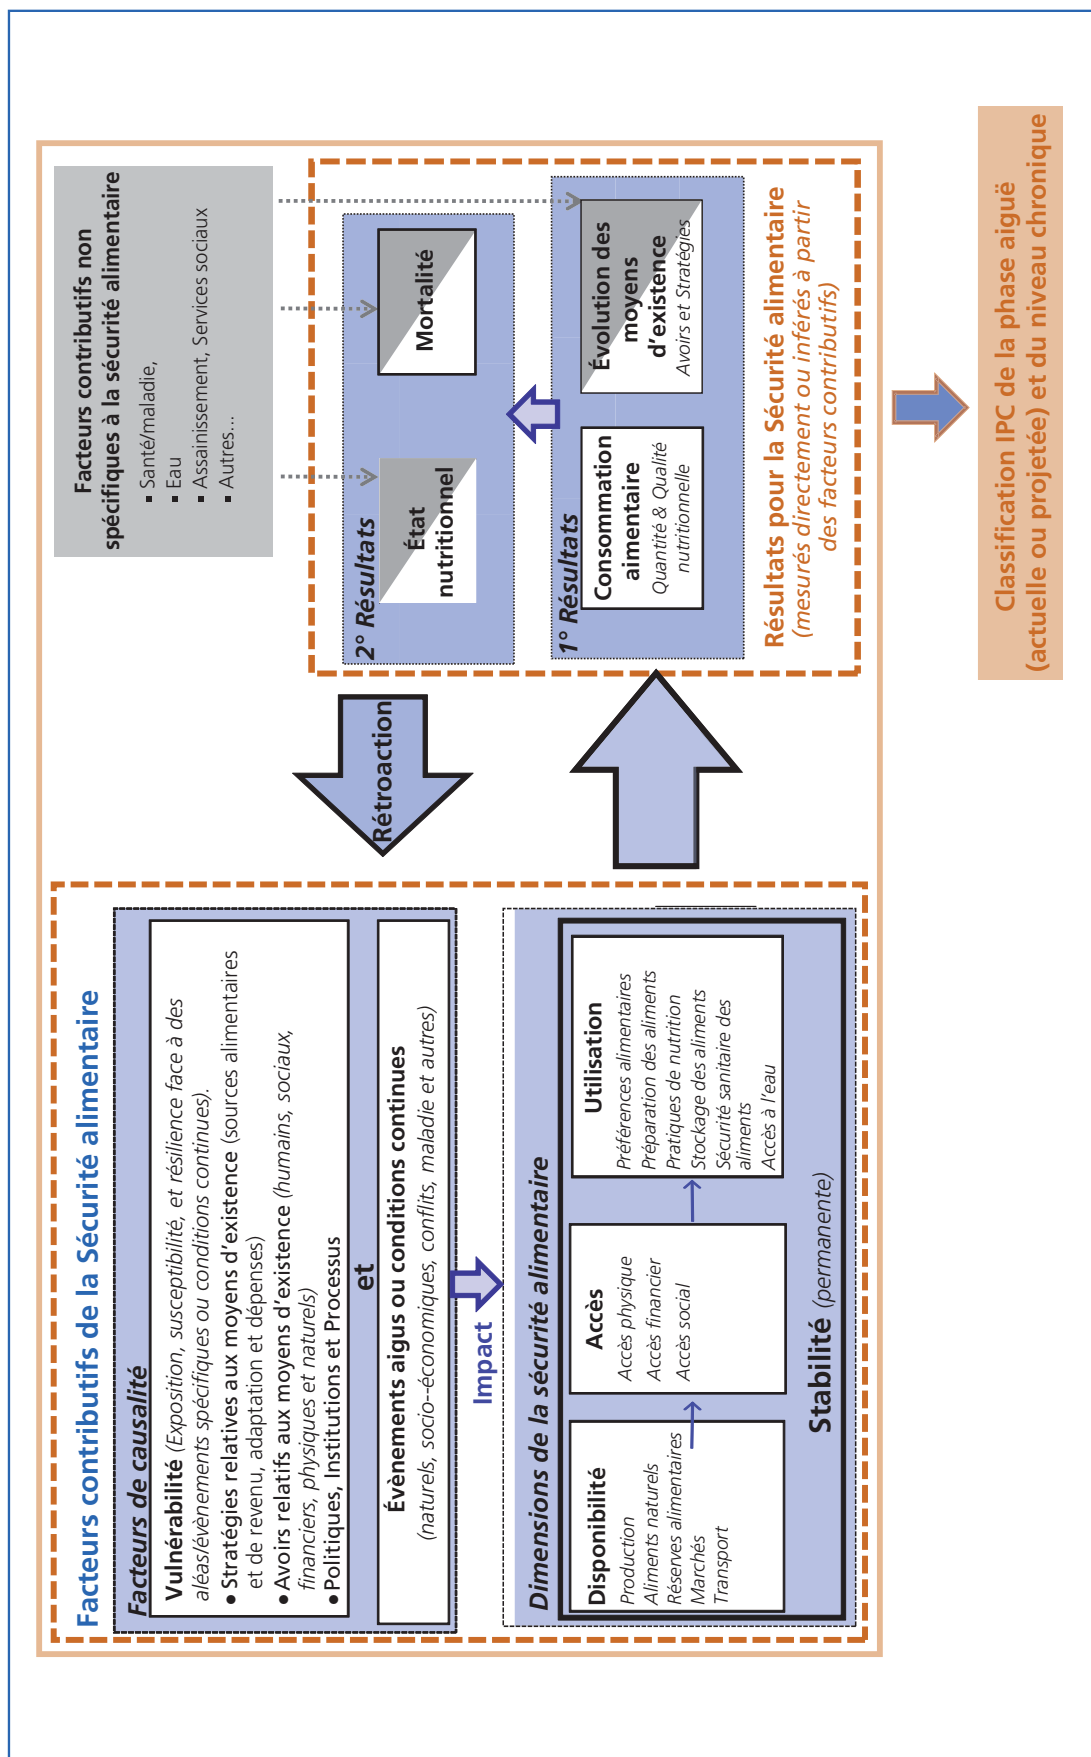 Facteurs contributifs de la Sécurité alimentaire
Facteurs de causalité
Vulnérabilité (Exposition, susceptibilité, et résilience face à des
aléas/évènements spécifiques ou conditions continues).
• Stratégies relatives aux moyens d'existence (sources alimentaires
et de revenu, adaptation et dépenses)
• Avoirs relatifs aux moyens d'existence (humains, sociaux,
financiers, physiques et naturels)
• Politiques, Institutions et Processus
et
Évènements aigus ou conditions continues
(naturels, socio--économiques, conflits, maladie et autres)
Impact
Dimensions de la sécurité alimentaire
Disponibilité
Production
Aliments naturels
Réserves alimentaires
Marchés
Transport
Accès
Accès physique
Accès financier
Accès social
Utilisation
Préférences alimentaires
Préparation des aliments
Pratiques de nutrition
Stockage des aliments
Sécurité sanitaire des
aliments
Accès à l'eau
Stabilité (permanente)
Rétroaction
Facteurs contributifs non
spécifiques à la sécurité alimentaire
▪ Santé/maladie,
▪ Eau
▪ Assainissement, Services sociaux
▪ Autres...
2° Résultats
État
nutritionnel
Mortalité
1° Résultats
Consommation
aimentaire
Quantité & Qualité
nutritionnelle
Évolution des
moyens
d'existence
Avoirs et Stratégies
Résultats pour la Sécurité alimentaire
(mesurés directement ou inférés à partir
des facteurs contributifs)
Classification IPC de la phase aiguë
(actuelle ou projetée) et du niveau chronique